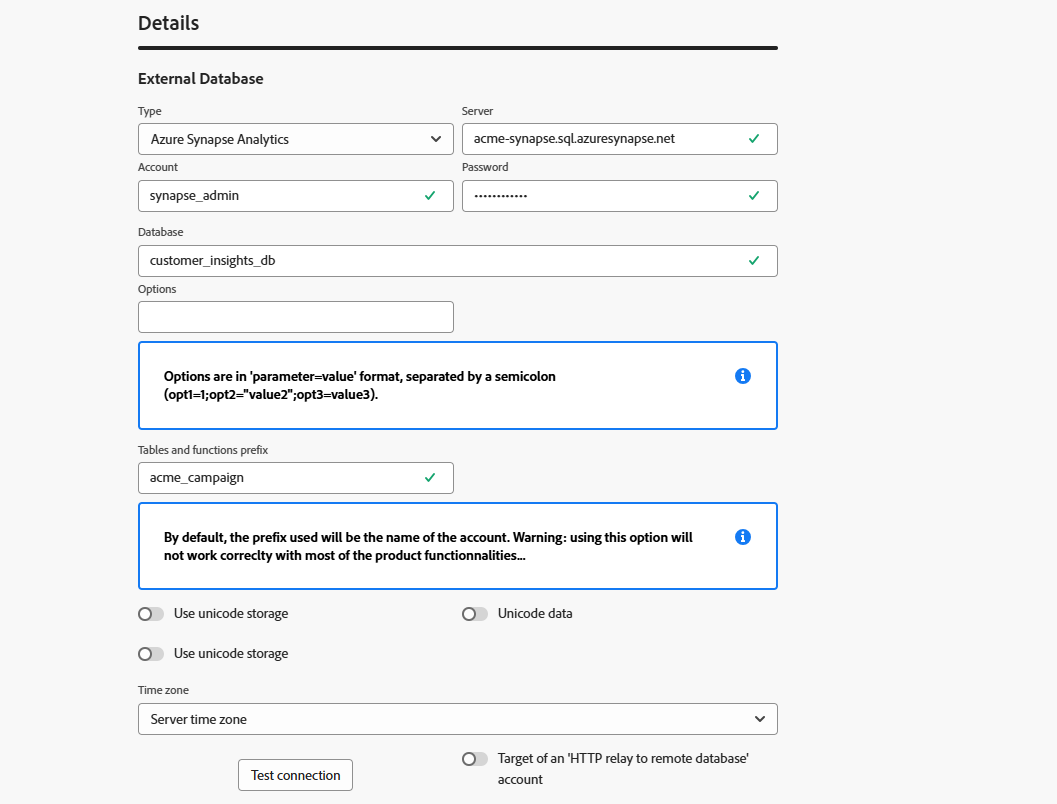 Details
External Database
Type
Server
Azure Synapse Analytics
acme-synapse.sql.azuresynapse.net
Account
Password
synapse_admin
••••••••••••
Database
customer_insights_db
Options
Options are in 'parameter=value' format, separated by a semicolon
(opt1=1;opt2="value2";opt3=value3).
Tables and functions prefix
acme_campaign
By default, the prefix used will be the name of the account. Warning: using this option will
not work correclty with most of the product functionnalities...
Use unicode storage
Unicode data
Use unicode storage
Time zone
Server time zone
Target of an 'HTTP relay to remote database'
account
Test connection